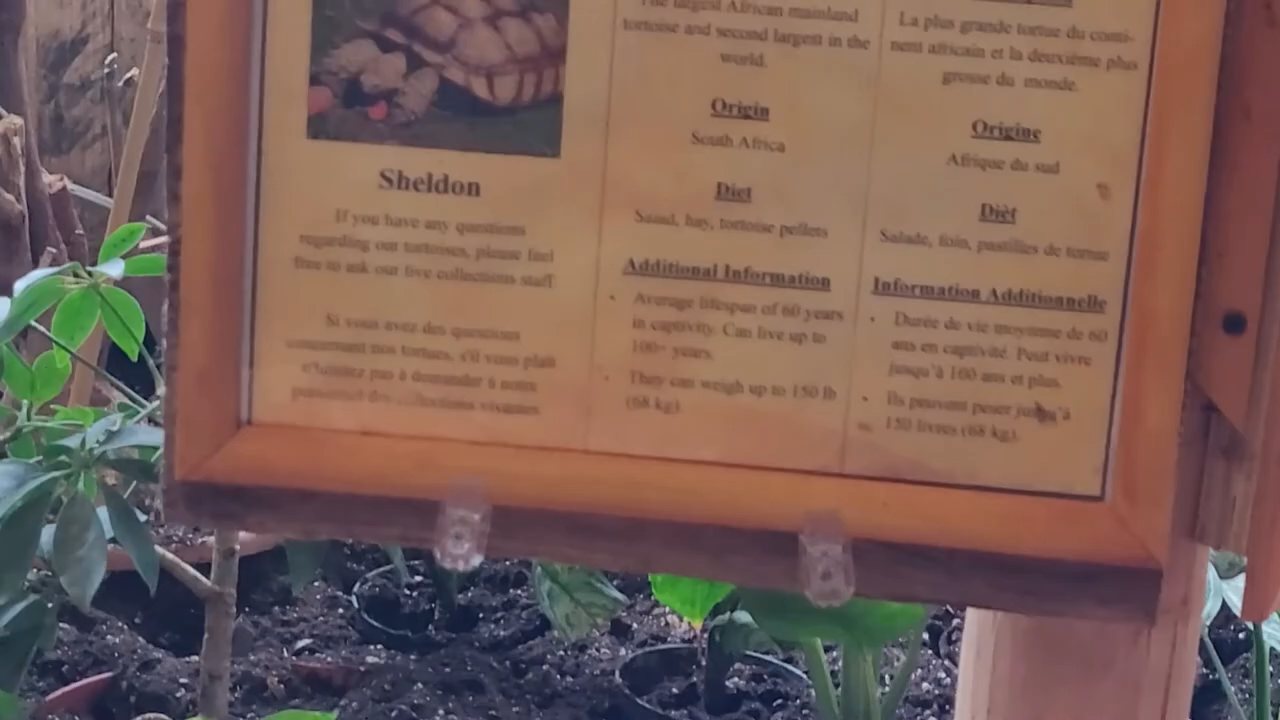 Sheldon
If you have any questions
regarding our tortoises, please feel
free to ask our live collections staff
Si vous avez des questions
concernant nos tortues, s'il vous plaît
n'hésitez pas à demander à notre
personnel des collections vivantes
The largest African mainland
tortoise and second largest in the
world.
Origin
South Africa
Diet
Salad, hay, tortoise pellets
Additional Information
• Average lifespan of 60 years
in captivity. Can live up to
100+ years.
• They can weigh up to 150 lb
(68 kg).
La plus grande tortue du conti-
nent africain et la deuxième plus
grosse du monde.
Origine
Afrique du sud
Dièt
Salade, foin, pastilles de tortue
Information Additionnelle
• Durée de vie moyenne de 60
ans en captivité. Peut vivre
jusqu'à 100 ans et plus.
• Ils peuvent peser jusqu'à
150 livres (68 kg).